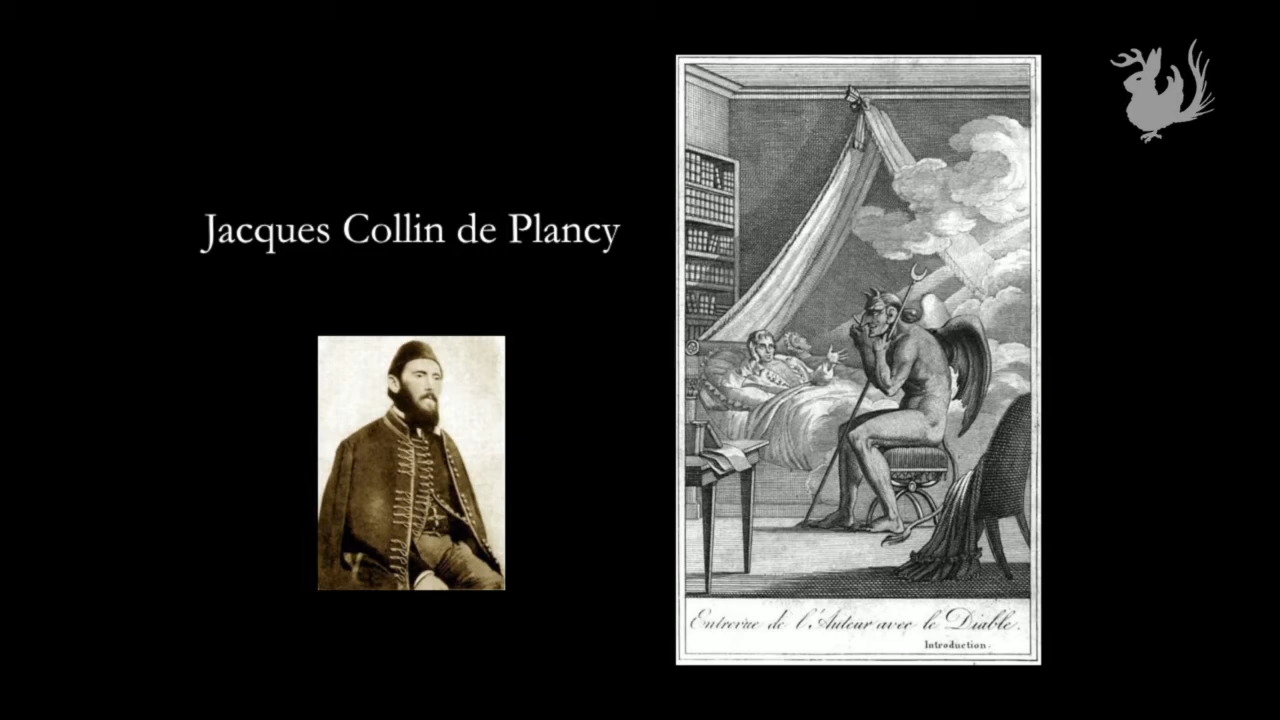 Jacques Collin de Plancy
Entrevue de l'Auteur avec le Diable.
Introduction.